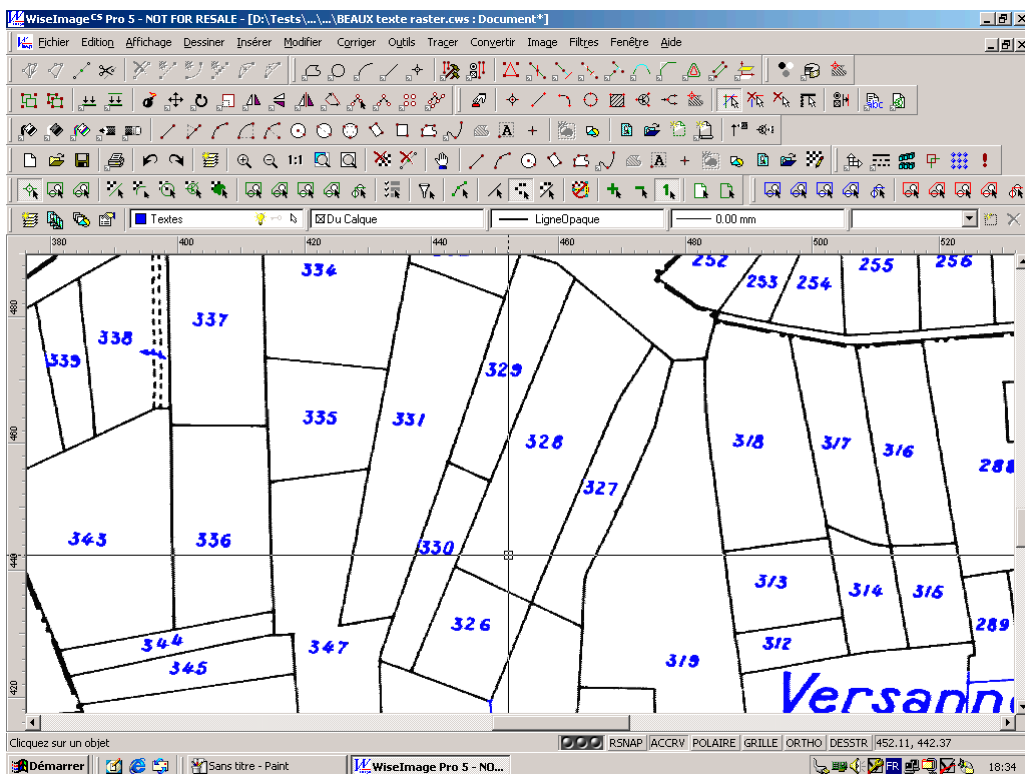 WiseImage CS Pro 5 - NOT FOR RESALE - [D:\Tests\...\...\BEAUX texte raster.cws : Document*]
Fichier Edition Affichage Dessiner Insérer Modifier Corriger Outils Tracer Convertir Image Filtres Fenêtre Aide
1:1
Textes Du Calque LigneOpaque 0.00 mm
380 400 420 440 460 480 500 520
480
460
440
420
334 252 253 254 255 256
337 338 339
329
335 331 328 318 317 316
327 288
343 336 330
313 314 315
326 289
344 347 312
345 319
Versann
Cliquez sur un objet RSNAP ACCRV POLAIRE GRILLE ORTHO DESSTR 452.11, 442.37
Démarrer Sans titre - Paint WiseImage Pro 5 - NO... FR 18:34